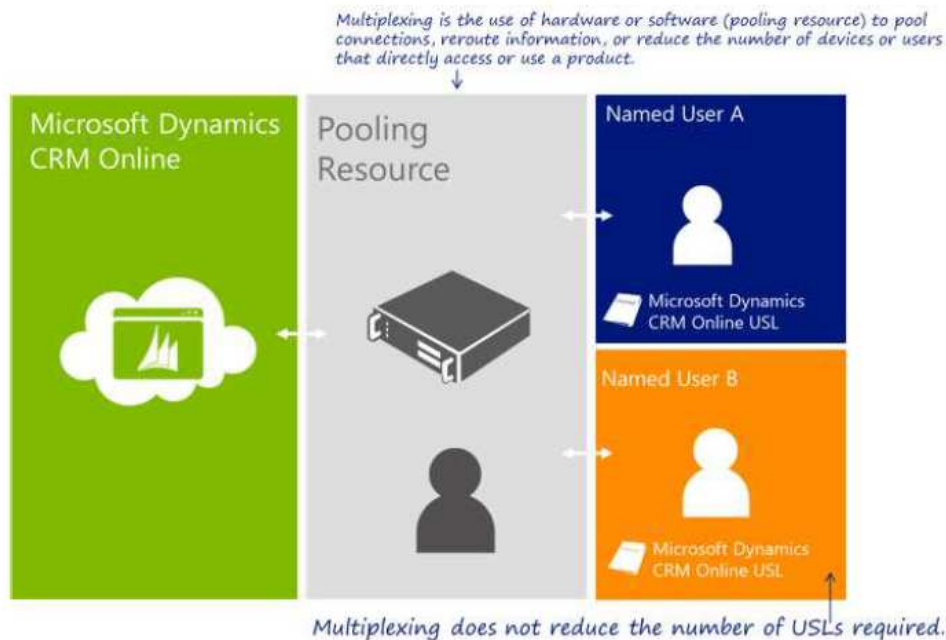 Multiplexing is the use of hardware or software (pooling resource) to pool
connections, reroute information, or reduce the number of devices or users
that directly access or use a product.
Microsoft Dynamics
CRM Online
Pooling
Resource
Named User A
Microsoft Dynamics
CRM Online USL
Named User B
Microsoft Dynamics
CRM Online USL
Multiplexing does not reduce the number of USLs required.